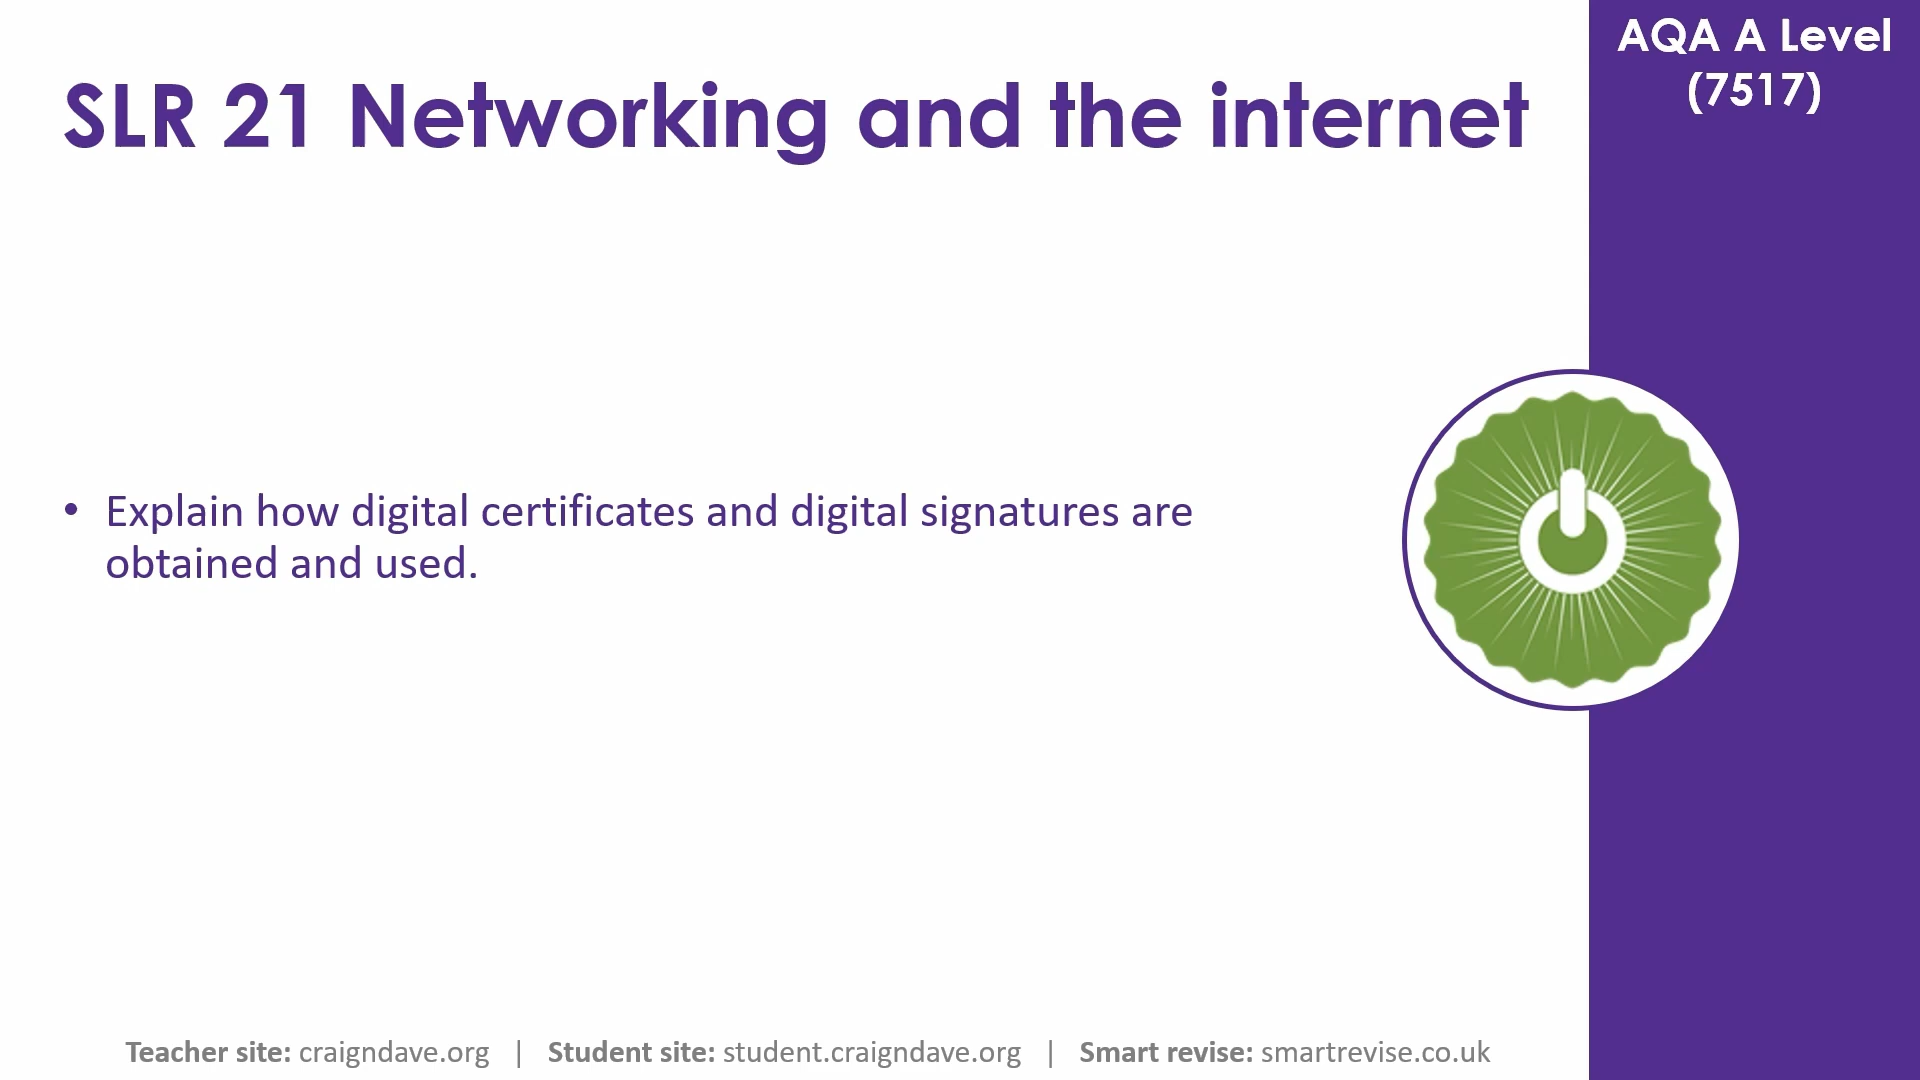 AQA A Level
(7517)
SLR 21 Networking and the internet
• Explain how digital certificates and digital signatures are
obtained and used.
Teacher site: craigndave.org | Student site: student.craigndave.org | Smart revise: smartrevise.co.uk